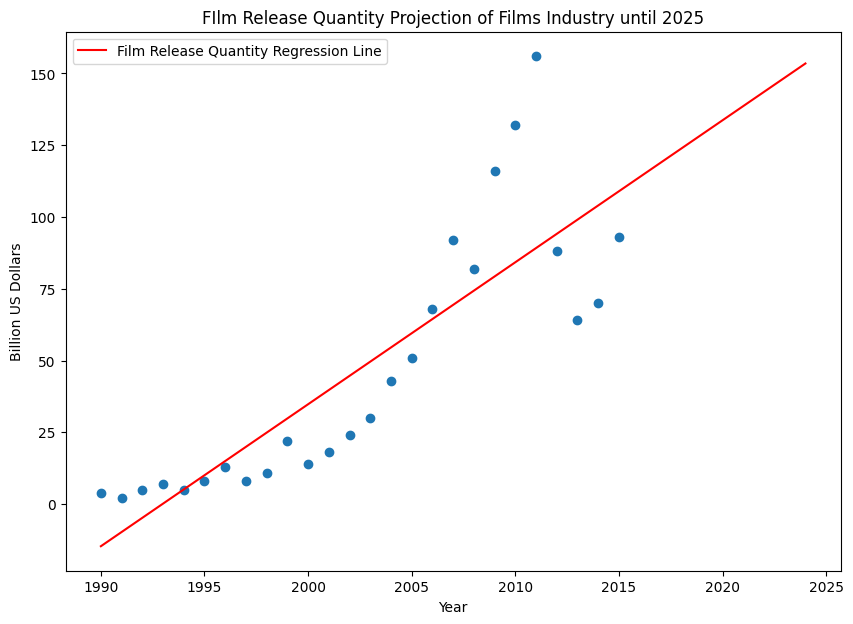 FIlm Release Quantity Projection of Films Industry until 2025
Film Release Quantity Regression Line
150
125
100
75
50
25
0
Billion US Dollars
1990 1995 2000 2005 2010 2015 2020 2025
Year